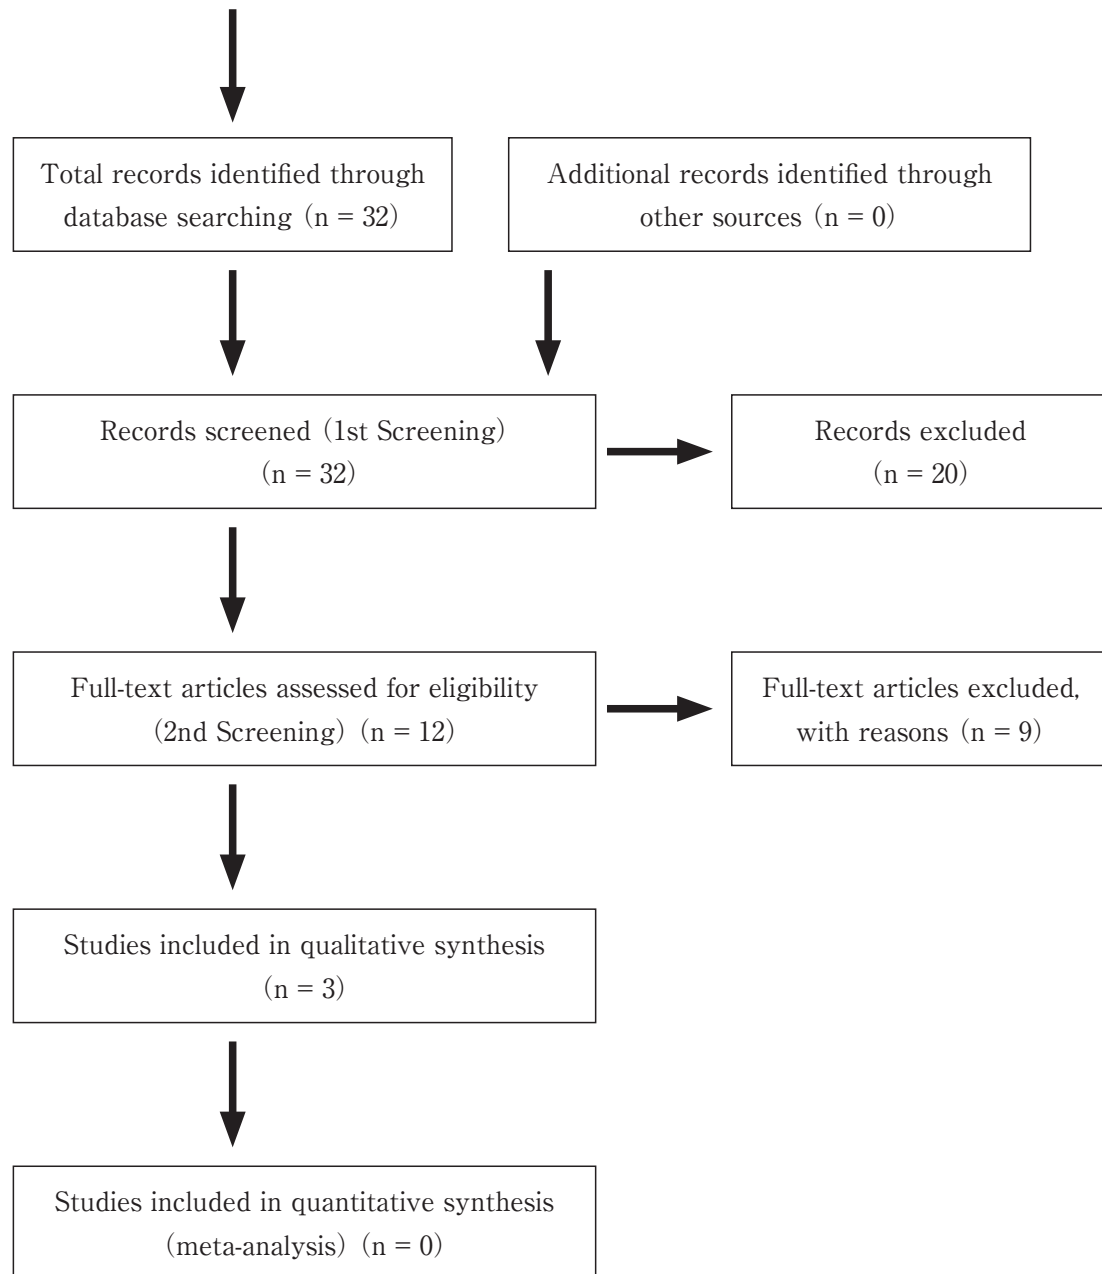 Total records identified through
database searching (n = 32)
Additional records identified through
other sources (n = 0)
Records screened (1st Screening)
(n = 32)
Records excluded
(n = 20)
Full-text articles assessed for eligibility
(2nd Screening) (n = 12)
Full-text articles excluded,
with reasons (n = 9)
Studies included in qualitative synthesis
(n = 3)
Studies included in quantitative synthesis
(meta-analysis) (n = 0)